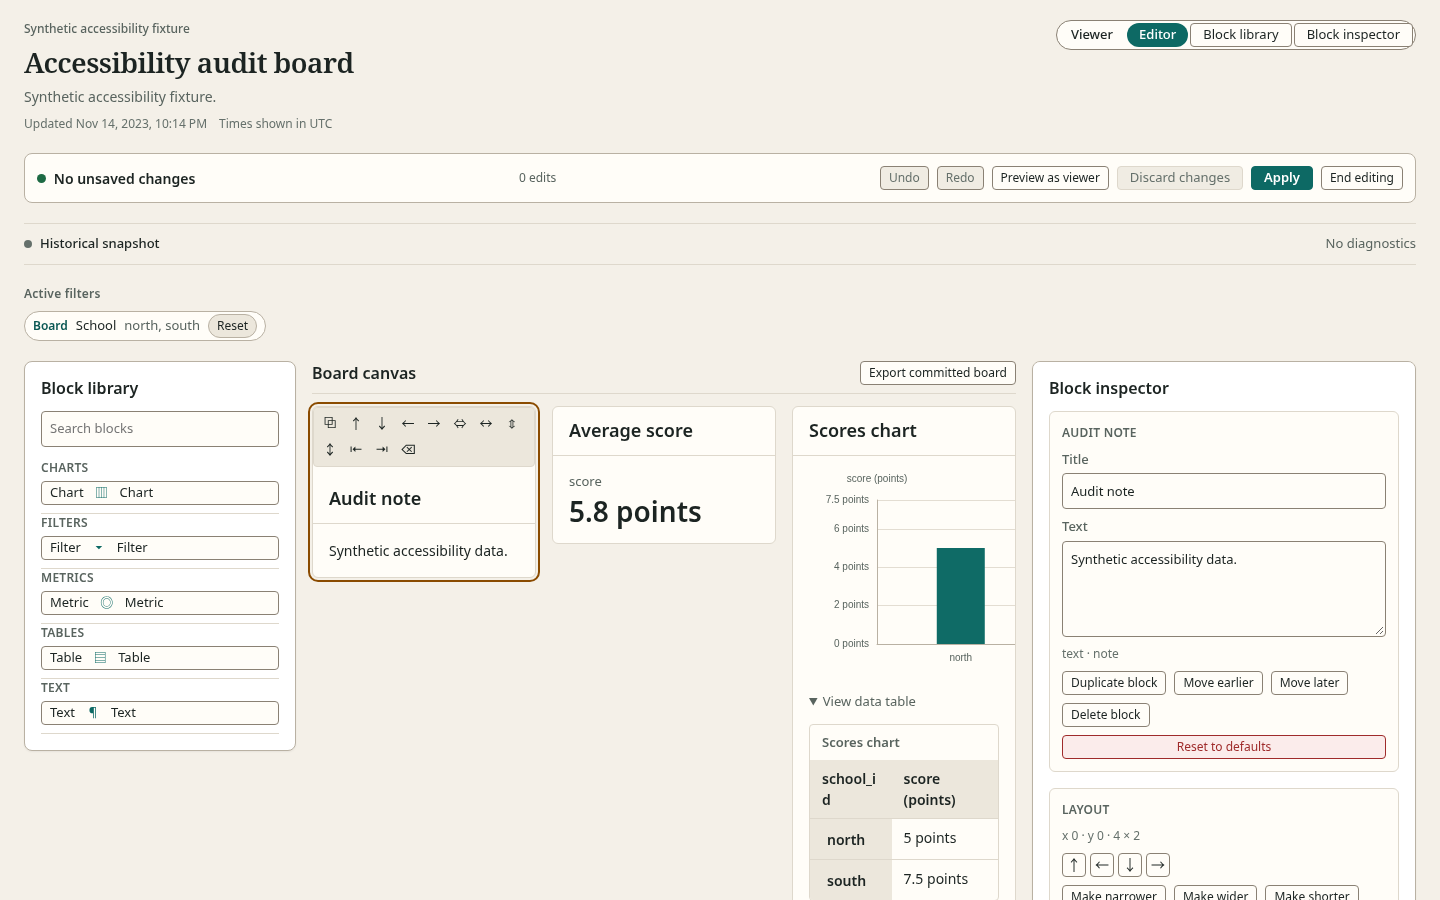 Synthetic accessibility fixture
Accessibility audit board
Synthetic accessibility fixture.
Updated Nov 14, 2023, 10:14 PM Times shown in UTC
Viewer Editor Block library Block inspector
No unsaved changes 0 edits Undo Redo Preview as viewer Discard changes Apply End editing
Historical snapshot No diagnostics
Active filters
Board School north, south Reset
Block library
Search blocks
CHARTS
Chart Chart
FILTERS
Filter Filter
METRICS
Metric Metric
TABLES
Table Table
TEXT
Text ¶ Text
Board canvas Export committed board
Audit note
Synthetic accessibility data.
Average score
score
5.8 points
Scores chart
score (points)
7.5 points
6 points
4 points
2 points
0 points
north
▼ View data table
Scores chart
school_i
d
score
(points)
north 5 points
south 7.5 points
Block inspector
AUDIT NOTE
Title
Audit note
Text
Synthetic accessibility data.
text · note
Duplicate block Move earlier Move later
Delete block
Reset to defaults
LAYOUT
x 0 · y 0 · 4 × 2
↑ ← ↓ →
Make narrower Make wider Make shorter